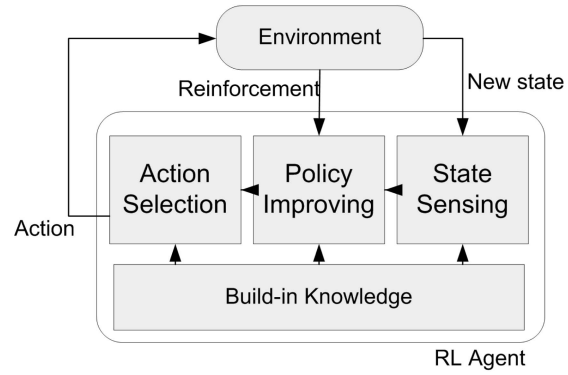 Environment
Reinforcement
New state
Action
Selection
Policy
Improving
State
Sensing
Action
Build-in Knowledge
RL Agent